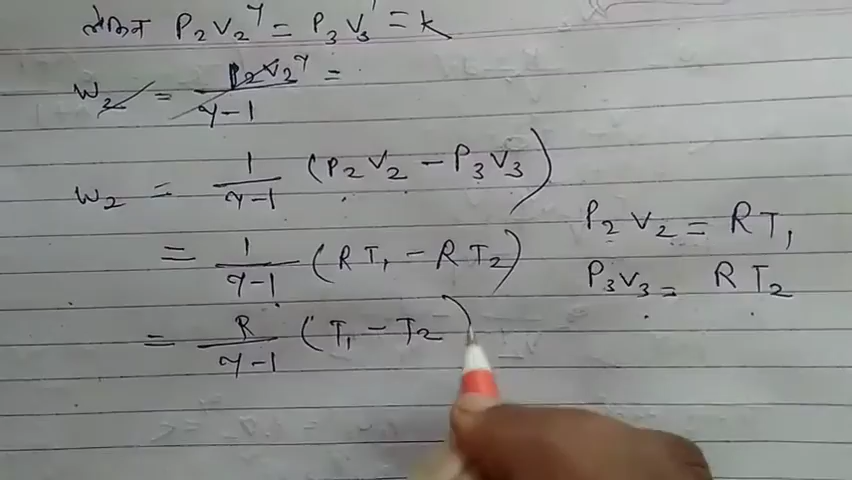 लेकिन P₂V₂^γ = P₃V₃^γ = K
W₂ = P₂V₂^γ / γ-1 =
W₂ = 1/γ-1 (P₂V₂ - P₃V₃)
P₂V₂ = RT₁
= 1/γ-1 (RT₁ - RT₂)
P₃V₃ = RT₂
= R/γ-1 (T₁ - T₂)